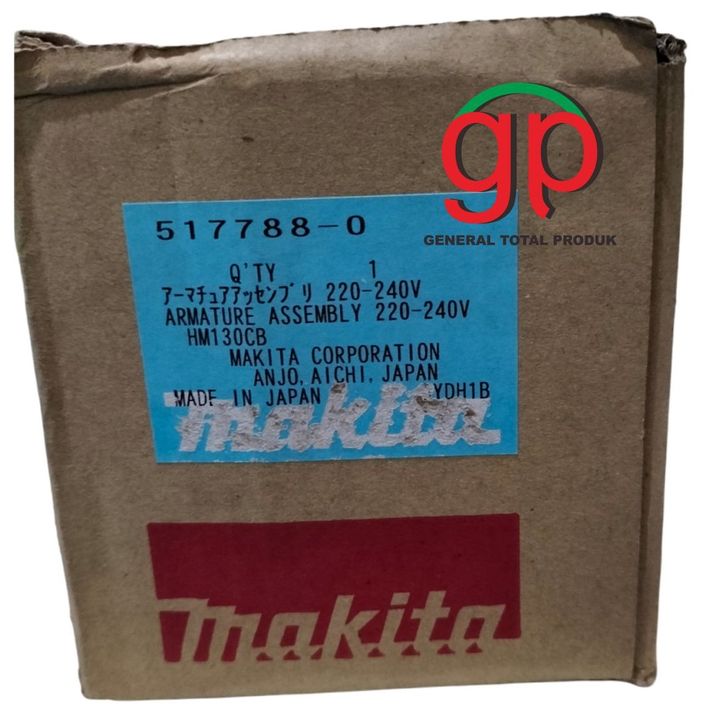 gp
GENERAL TOTAL PRODUK
517788-0
Q'TY 1
ｱｰﾏﾁｭｱｱｯｾﾝﾌﾞﾘ 220-240V
ARMATURE ASSEMBLY 220-240V
HM130CB
MAKITA CORPORATION
ANJO, AICHI, JAPAN
MADE IN JAPAN YDH1B
makita
makita